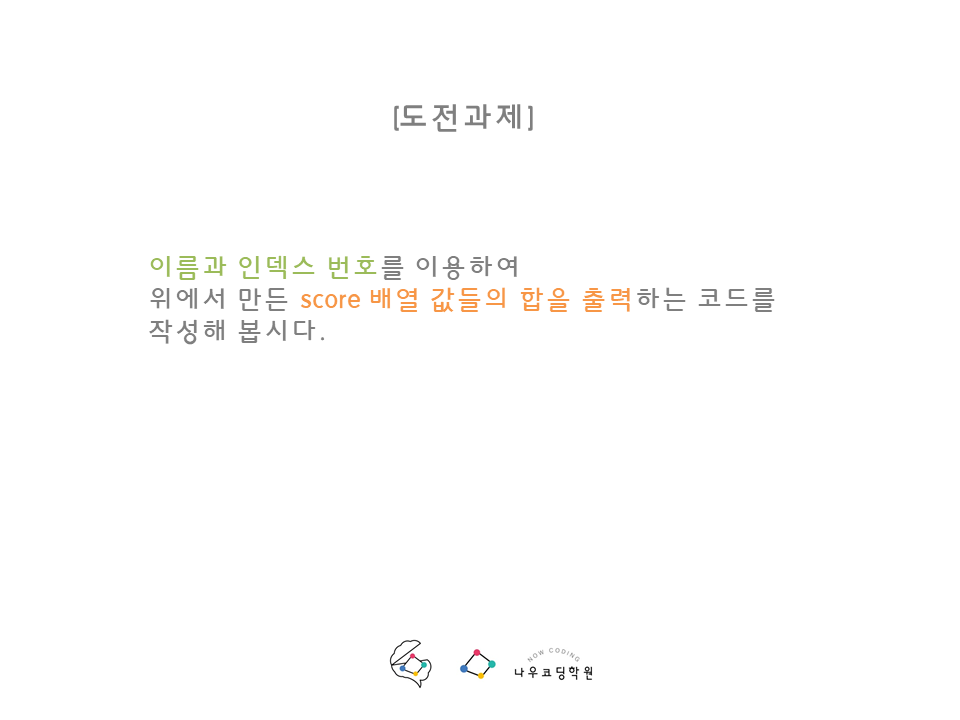 [도전과제]
이름과 인덱스 번호를 이용하여
위에서 만든 score 배열 값들의 합을 출력하는 코드를
작성해 봅시다.
NOW CODING
나우코딩학원